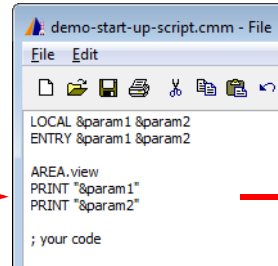 demo-start-up-script.cmm - File
File Edit
LOCAL &param1 &param2
ENTRY &param1 &param2
AREA.view
PRINT "&param1"
PRINT "&param2"
; your code